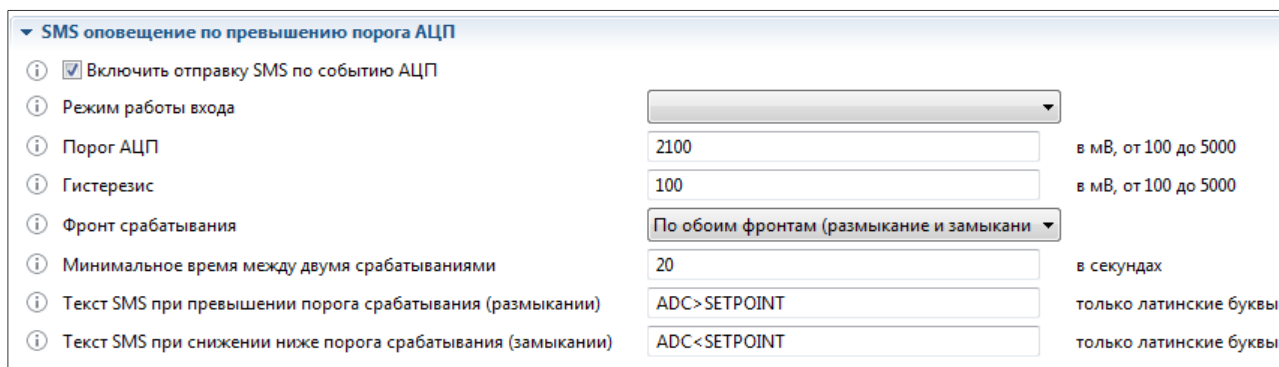 SMS оповещение по превышению порога АЦП
Включить отправку SMS по событию АЦП
Режим работы входа
Порог АЦП 2100 в мВ, от 100 до 5000
Гистерезис 100 в мВ, от 100 до 5000
Фронт срабатывания По обоим фронтам (размыкание и замыкани
Минимальное время между двумя срабатываниями 20 в секундах
Текст SMS при превышении порога срабатывания (размыкании) ADC>SETPOINT только латинские буквы
Текст SMS при снижении ниже порога срабатывания (замыкании) ADC<SETPOINT только латинские буквы